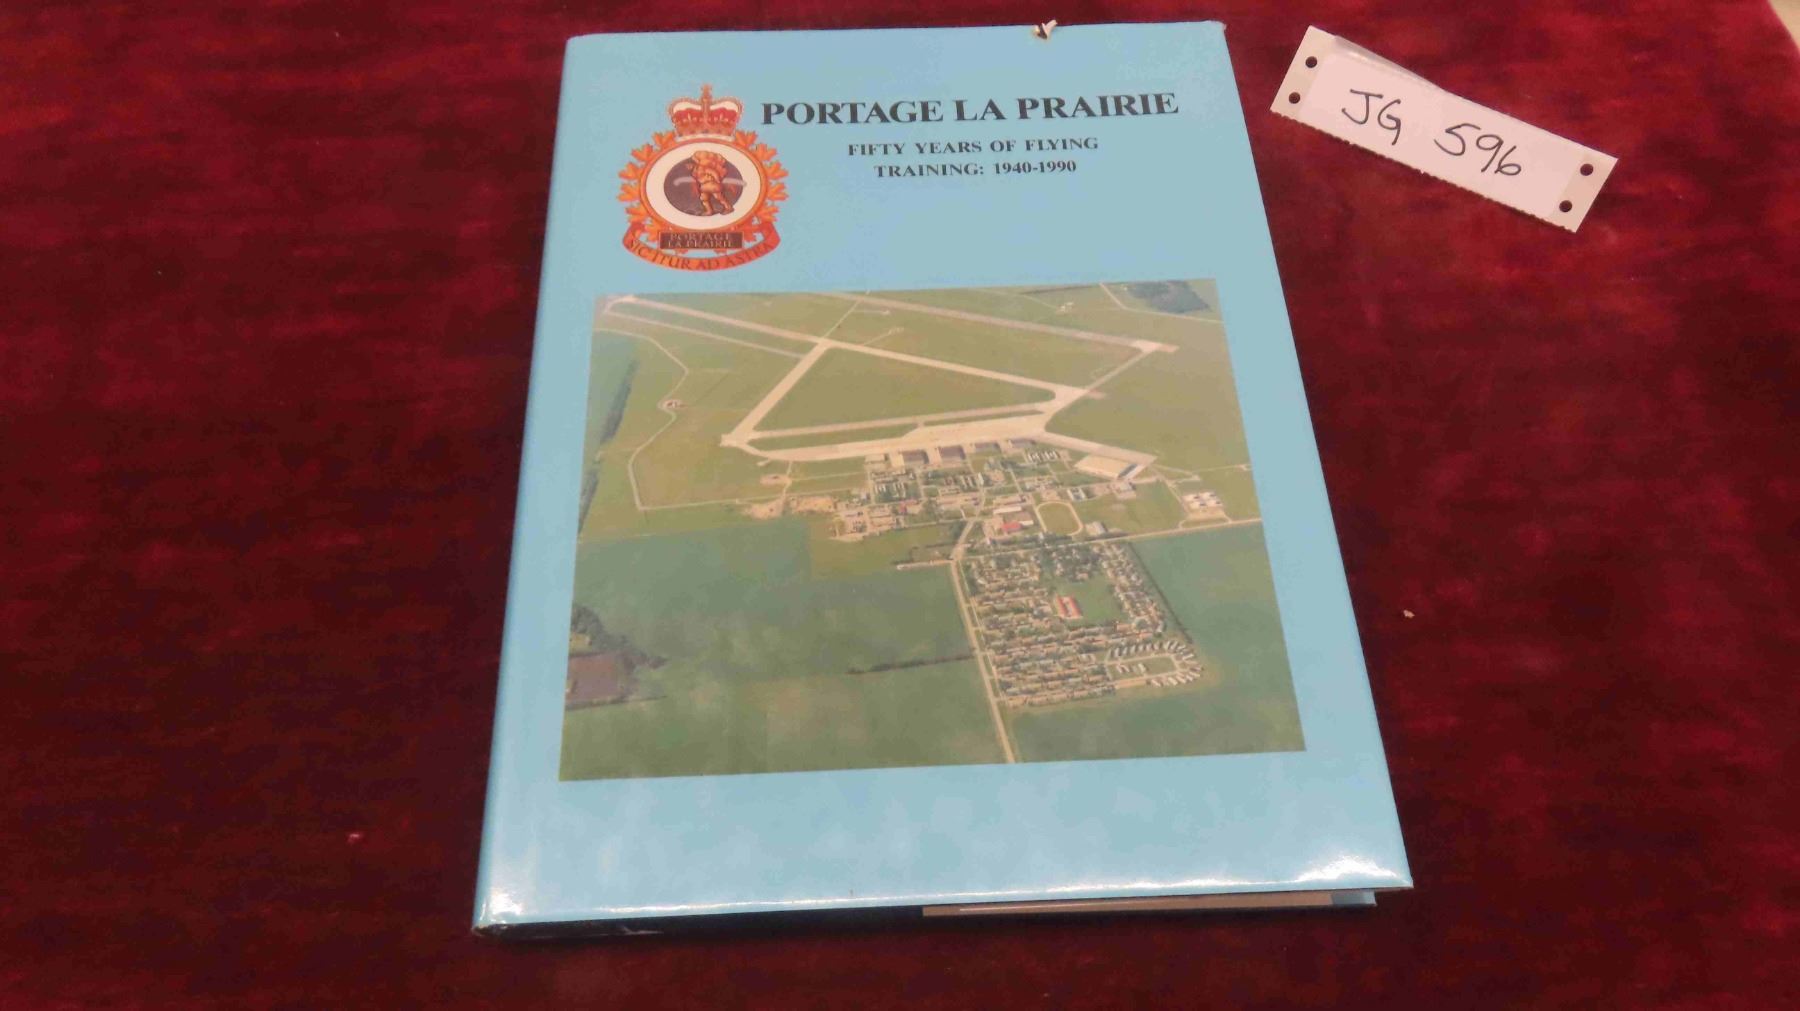 PORTAGE LA PRAIRIE
FIFTY YEARS OF FLYING
TRAINING: 1940-1990
PORTAGE
LA PRAIRIE
SIC ITUR AD ASTRA
JG 596